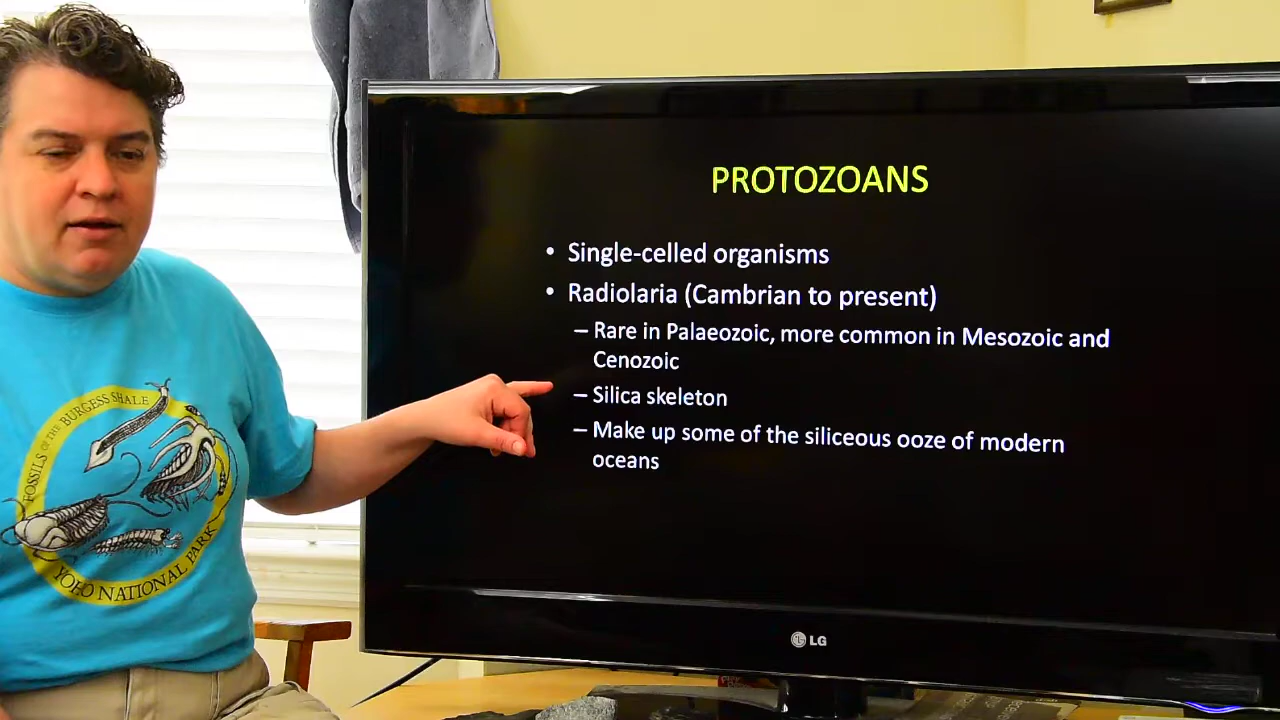 PROTOZOANS
• Single-celled organisms
• Radiolaria (Cambrian to present)
– Rare in Palaeozoic, more common in Mesozoic and
Cenozoic
– Silica skeleton
– Make up some of the siliceous ooze of modern
oceans
LG
FOSSILS OF THE BURGESS SHALE
YOHO NATIONAL PARK